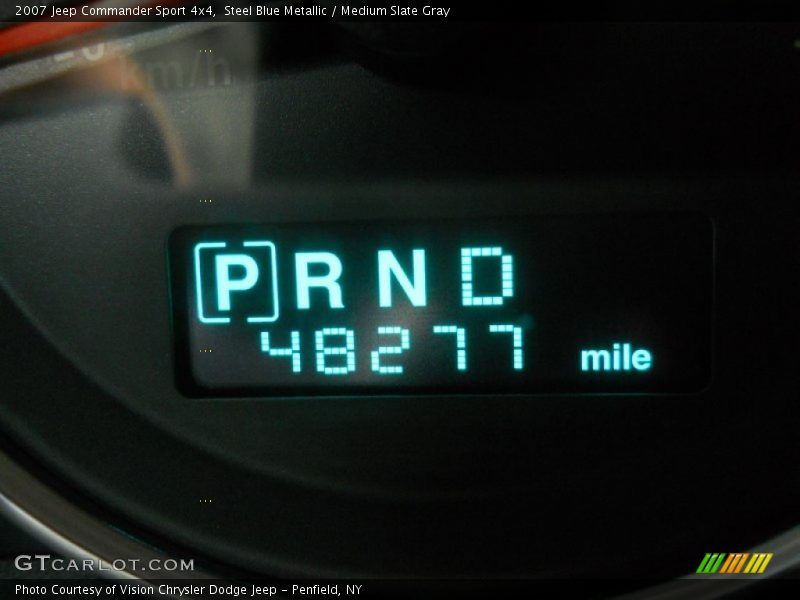 2007 Jeep Commander Sport 4x4, Steel Blue Metallic / Medium Slate Gray
km/h
P R N D
48277 mile
GTCARLOT.COM
Photo Courtesy of Vision Chrysler Dodge Jeep – Penfield, NY